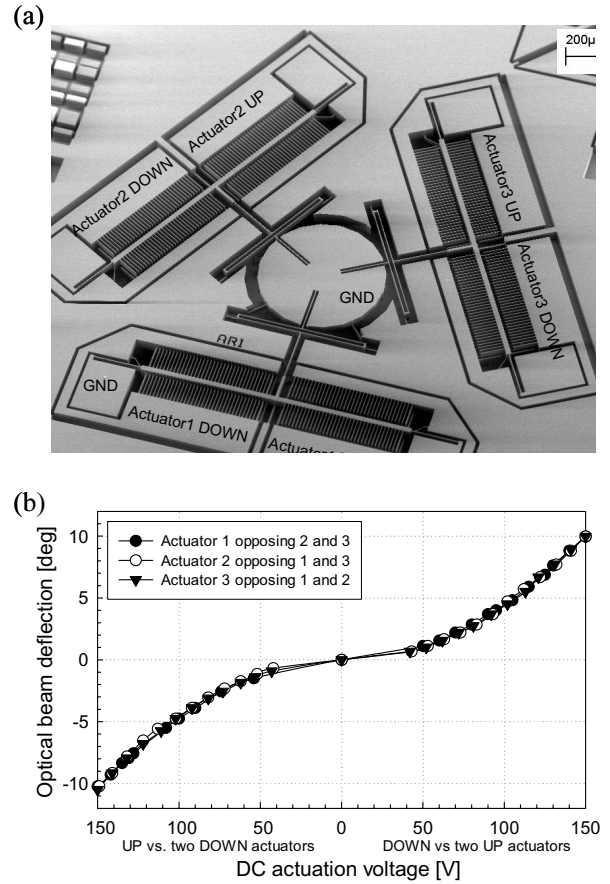 (a)
200µ
Actuator2 UP
Actuator2 DOWN
Actuator3 UP
Actuator3 DOWN
GND
ARI
GND
Actuator1 DOWN
(b)
Actuator 1 opposing 2 and 3
Actuator 2 opposing 1 and 3
Actuator 3 opposing 1 and 2
Optical beam deflection [deg]
10
5
0
-5
-10
150 100 50 0 50 100 150
UP vs. two DOWN actuators DOWN vs two UP actuators
DC actuation voltage [V]